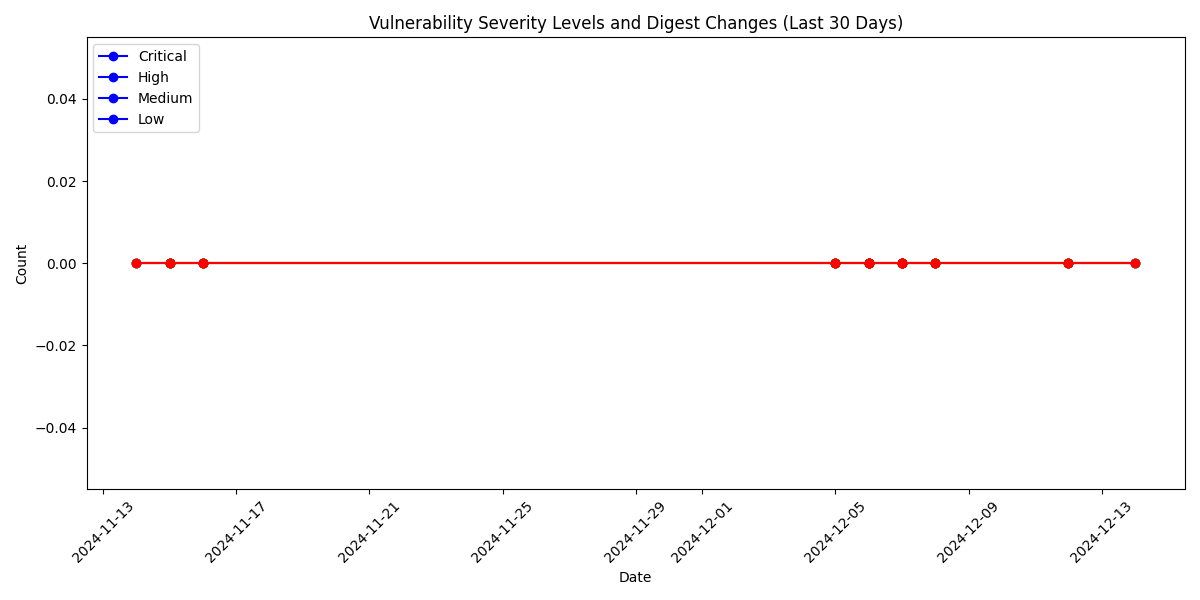 Vulnerability Severity Levels and Digest Changes (Last 30 Days)
Critical
High
Medium
Low
0.04
0.02
0.00
−0.02
−0.04
Count
2024-11-13
2024-11-17
2024-11-21
2024-11-25
2024-11-29
2024-12-01
2024-12-05
2024-12-09
2024-12-13
Date